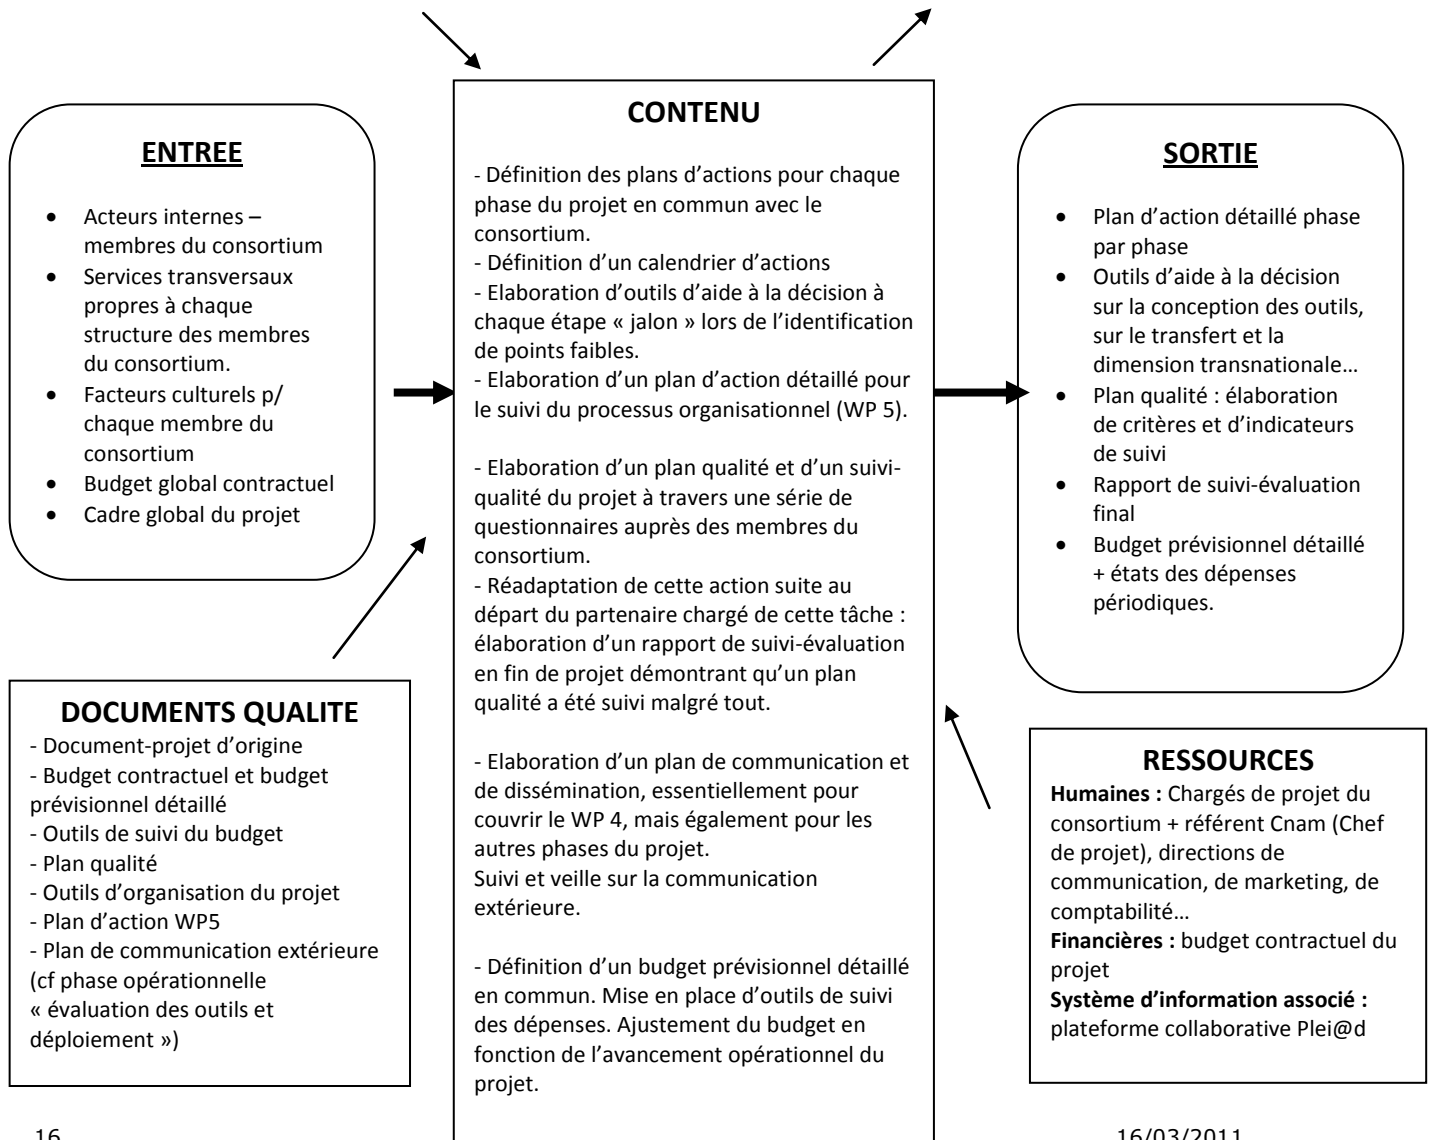 ENTREE
• Acteurs internes –
membres du consortium
• Services transversaux
propres à chaque
structure des membres
du consortium.
• Facteurs culturels p/
chaque membre du
consortium
• Budget global contractuel
• Cadre global du projet
DOCUMENTS QUALITE
- Document-projet d’origine
- Budget contractuel et budget
prévisionnel détaillé
- Outils de suivi du budget
- Plan qualité
- Outils d’organisation du projet
- Plan d’action WP5
- Plan de communication extérieure
(cf phase opérationnelle
« évaluation des outils et
déploiement »)
CONTENU
- Définition des plans d’actions pour chaque
phase du projet en commun avec le
consortium.
- Définition d’un calendrier d’actions
- Elaboration d’outils d’aide à la décision à
chaque étape « jalon » lors de l’identification
de points faibles.
- Elaboration d’un plan d’action détaillé pour
le suivi du processus organisationnel (WP 5).
- Elaboration d’un plan qualité et d’un suivi-
qualité du projet à travers une série de
questionnaires auprès des membres du
consortium.
- Réadaptation de cette action suite au
départ du partenaire chargé de cette tâche :
élaboration d’un rapport de suivi-évaluation
en fin de projet démontrant qu’un plan
qualité a été suivi malgré tout.
- Elaboration d’un plan de communication et
de dissémination, essentiellement pour
couvrir le WP 4, mais également pour les
autres phases du projet.
Suivi et veille sur la communication
extérieure.
- Définition d’un budget prévisionnel détaillé
en commun. Mise en place d’outils de suivi
des dépenses. Ajustement du budget en
fonction de l’avancement opérationnel du
projet.
SORTIE
• Plan d’action détaillé phase
par phase
• Outils d’aide à la décision
sur la conception des outils,
sur le transfert et la
dimension transnationale…
• Plan qualité : élaboration
de critères et d’indicateurs
de suivi
• Rapport de suivi-évaluation
final
• Budget prévisionnel détaillé
+ états des dépenses
périodiques.
RESSOURCES
Humaines : Chargés de projet du
consortium + référent Cnam (Chef
de projet), directions de
communication, de marketing, de
comptabilité…
Financières : budget contractuel du
projet
Système d’information associé :
plateforme collaborative Plei@d
16
16/03/2011